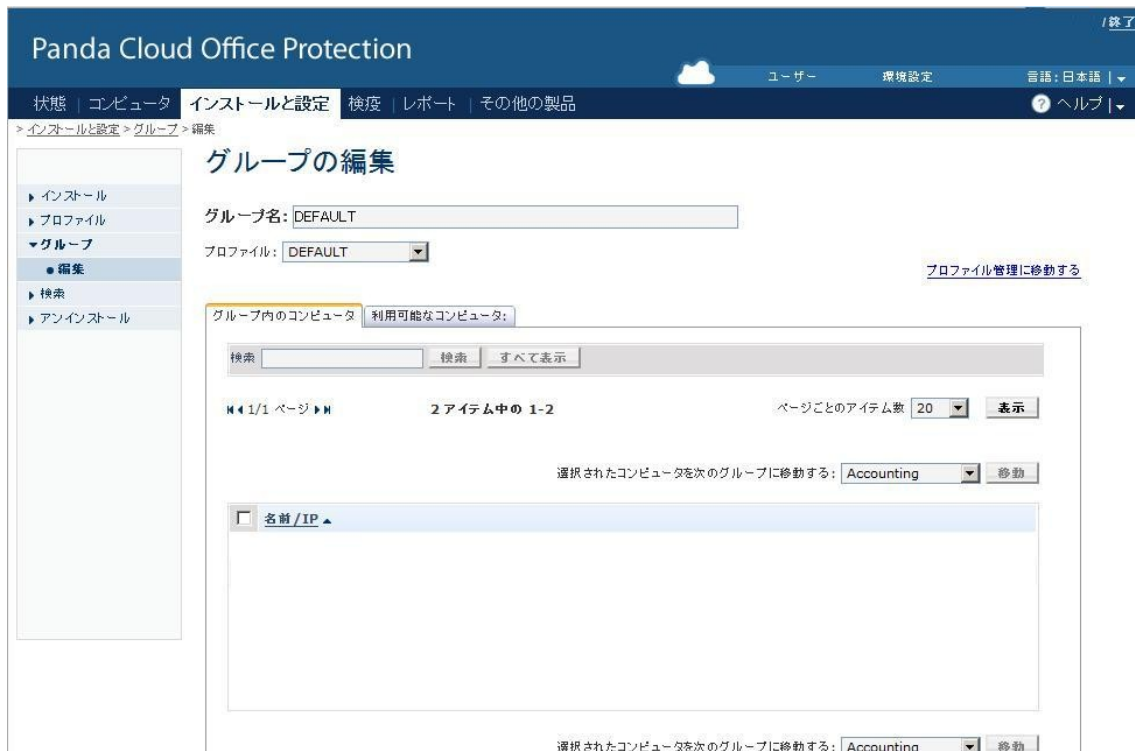 /終了
Panda Cloud Office Protection
ユーザー 環境設定 言語:日本語 |
状態 | コンピュータ インストールと設定 検疫 | レポート | その他の製品 ? ヘルプ |
> インストールと設定 > グループ > 編集
グループの編集
インストール
プロファイル
グループ
編集
検索
アンインストール
グループ名: DEFAULT
プロファイル: DEFAULT
プロファイル管理に移動する
グループ内のコンピュータ 利用可能なコンピュータ:
検索 検索 すべて表示
1/1 ページ 2 アイテム中の 1-2 ページごとのアイテム数 20 表示
選択されたコンピュータを次のグループに移動する: Accounting 移動
名前/IP
選択されたコンピュータを次のグループに移動する: Accounting 移動